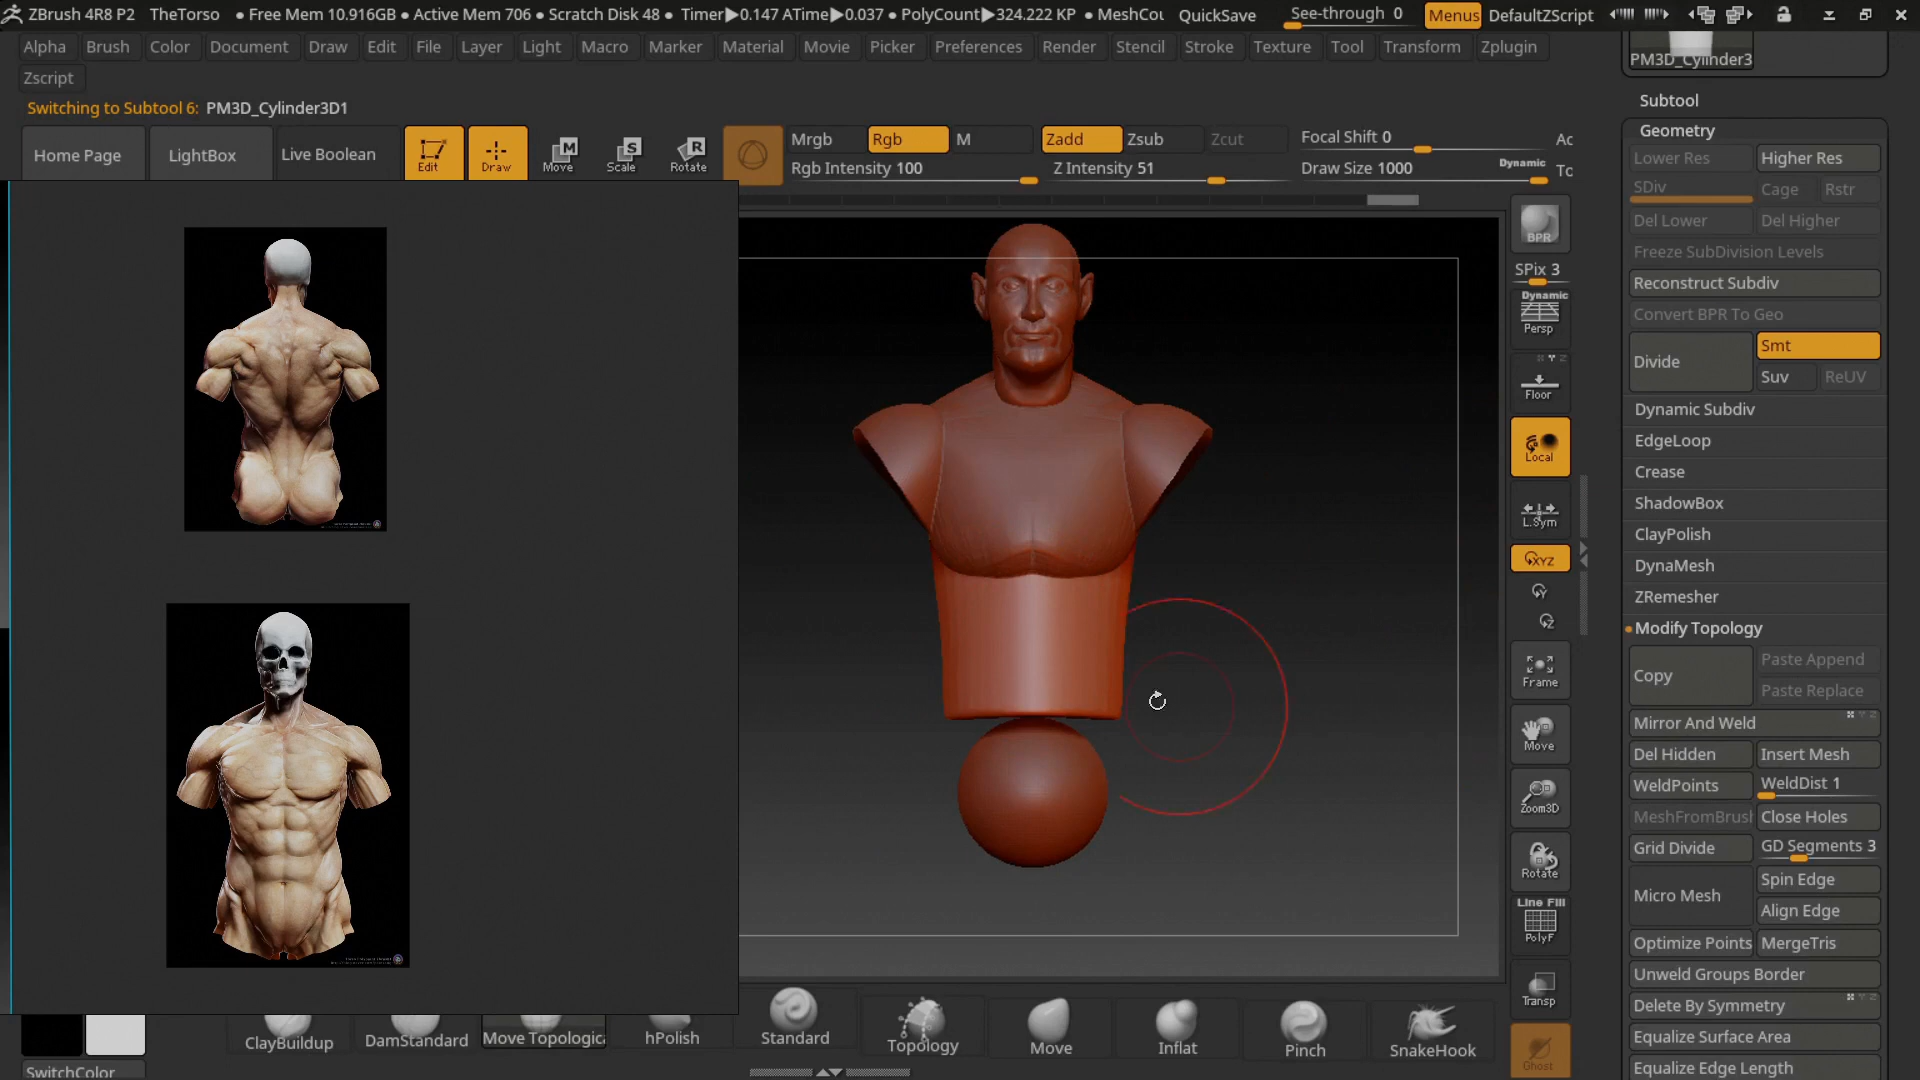 ZBrush 4R8 P2 TheTorso • Free Mem 10.916GB • Active Mem 706 • Scratch Disk 48 • Timer▶0.147 ATime▶0.037 • PolyCount▶324.222 KP • MeshCou QuickSave See-through 0 Menus DefaultZScript
Alpha Brush Color Document Draw Edit File Layer Light Macro Marker Material Movie Picker Preferences Render Stencil Stroke Texture Tool Transform Zplugin
Zscript
Switching to Subtool 6: PM3D_Cylinder3D1
Home Page LightBox Live Boolean Edit Draw Move Scale Rotate
Mrgb Rgb M Zadd Zsub Zcut Focal Shift 0 Ac
Rgb Intensity 100 Z Intensity 51 Draw Size 1000 Dynamic To
BPR
SPix 3
Dynamic
Persp
Floor
Local
L.Sym
XYZ
Y
Z
Frame
Move
Zoom3D
Rotate
Line Fill
PolyF
Transp
Ghost
PM3D_Cylinder3
Subtool
Geometry
Lower Res Higher Res
SDiv Cage Rstr
Del Lower Del Higher
Freeze SubDivision Levels
Reconstruct Subdiv
Convert BPR To Geo
Divide Smt
Suv ReUV
Dynamic Subdiv
EdgeLoop
Crease
ShadowBox
ClayPolish
DynaMesh
ZRemesher
Modify Topology
Copy Paste Append
Paste Replace
Mirror And Weld
Del Hidden Insert Mesh
WeldPoints WeldDist 1
MeshFromBrush Close Holes
Grid Divide GD Segments 3
Micro Mesh Spin Edge
Align Edge
Optimize Points MergeTris
Unweld Groups Border
Delete By Symmetry
Equalize Surface Area
Equalize Edge Length
SwitchColor
ClayBuildup DamStandard Move Topologica hPolish Standard Topology Move Inflat Pinch SnakeHook